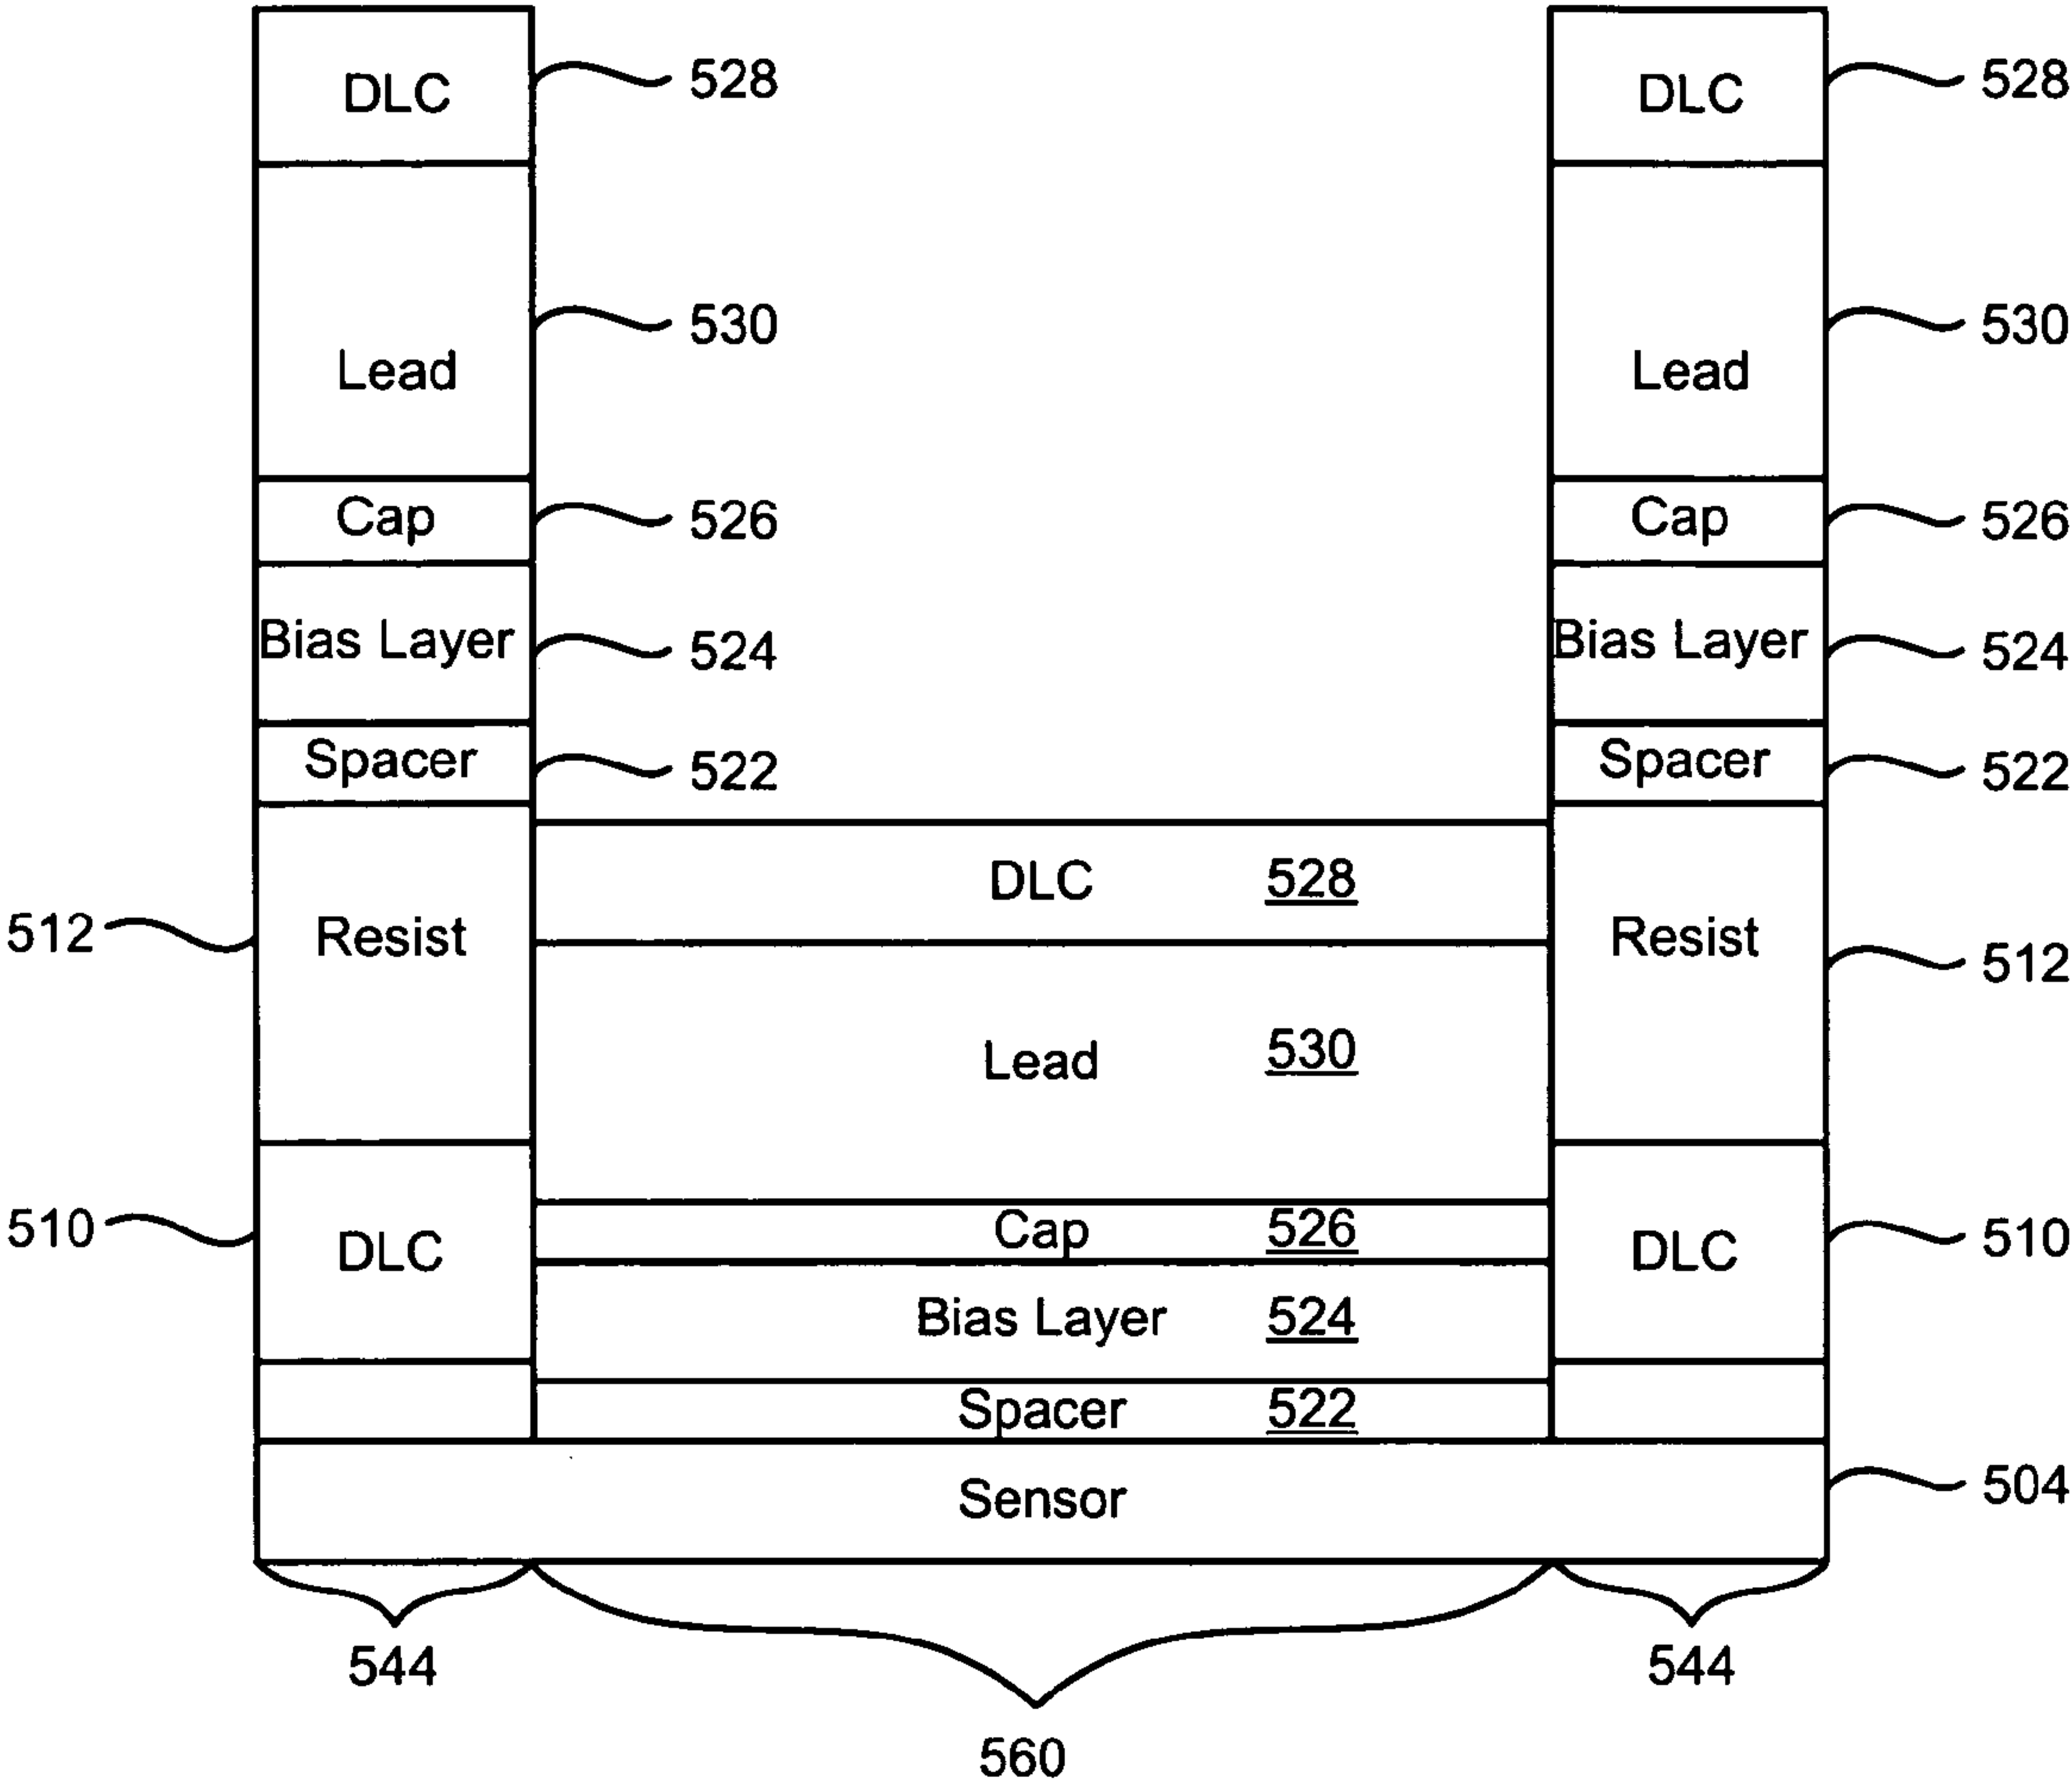 DLC 528 DLC 528
530 530
Lead Lead
Cap 526 Cap 526
Bias Layer 524 Bias Layer 524
Spacer 522 Spacer 522
DLC 528
512 Resist Resist 512
Lead 530
510 DLC Cap 526 DLC 510
Bias Layer 524
Spacer 522
Sensor 504
544 544
560